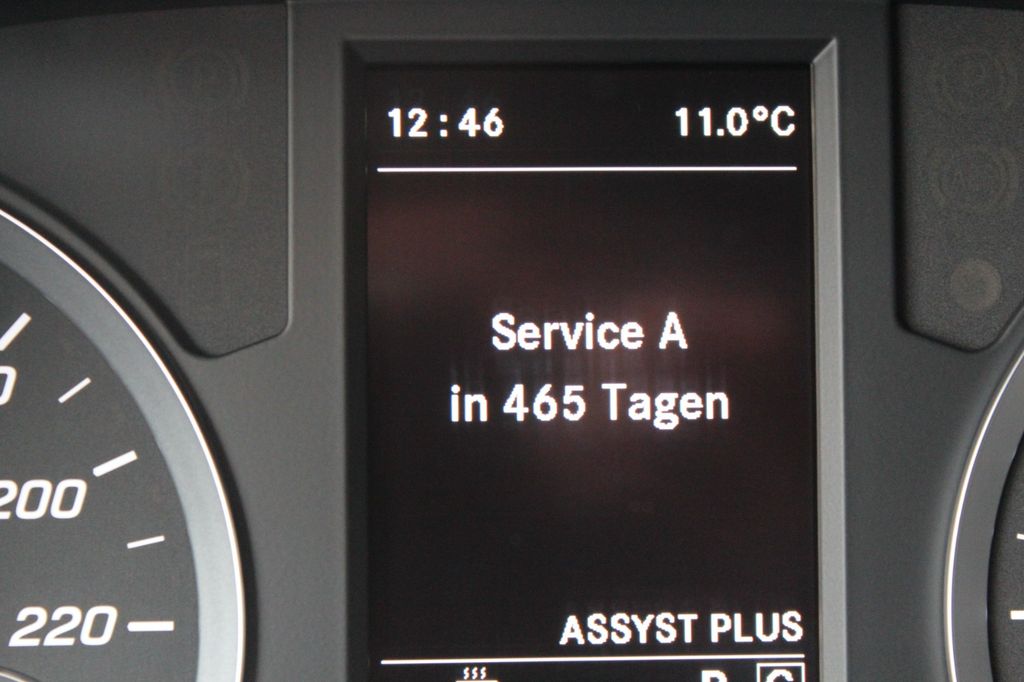 12:46 11.0°C
Service A
in 465 Tagen
ASSYST PLUS
200
220